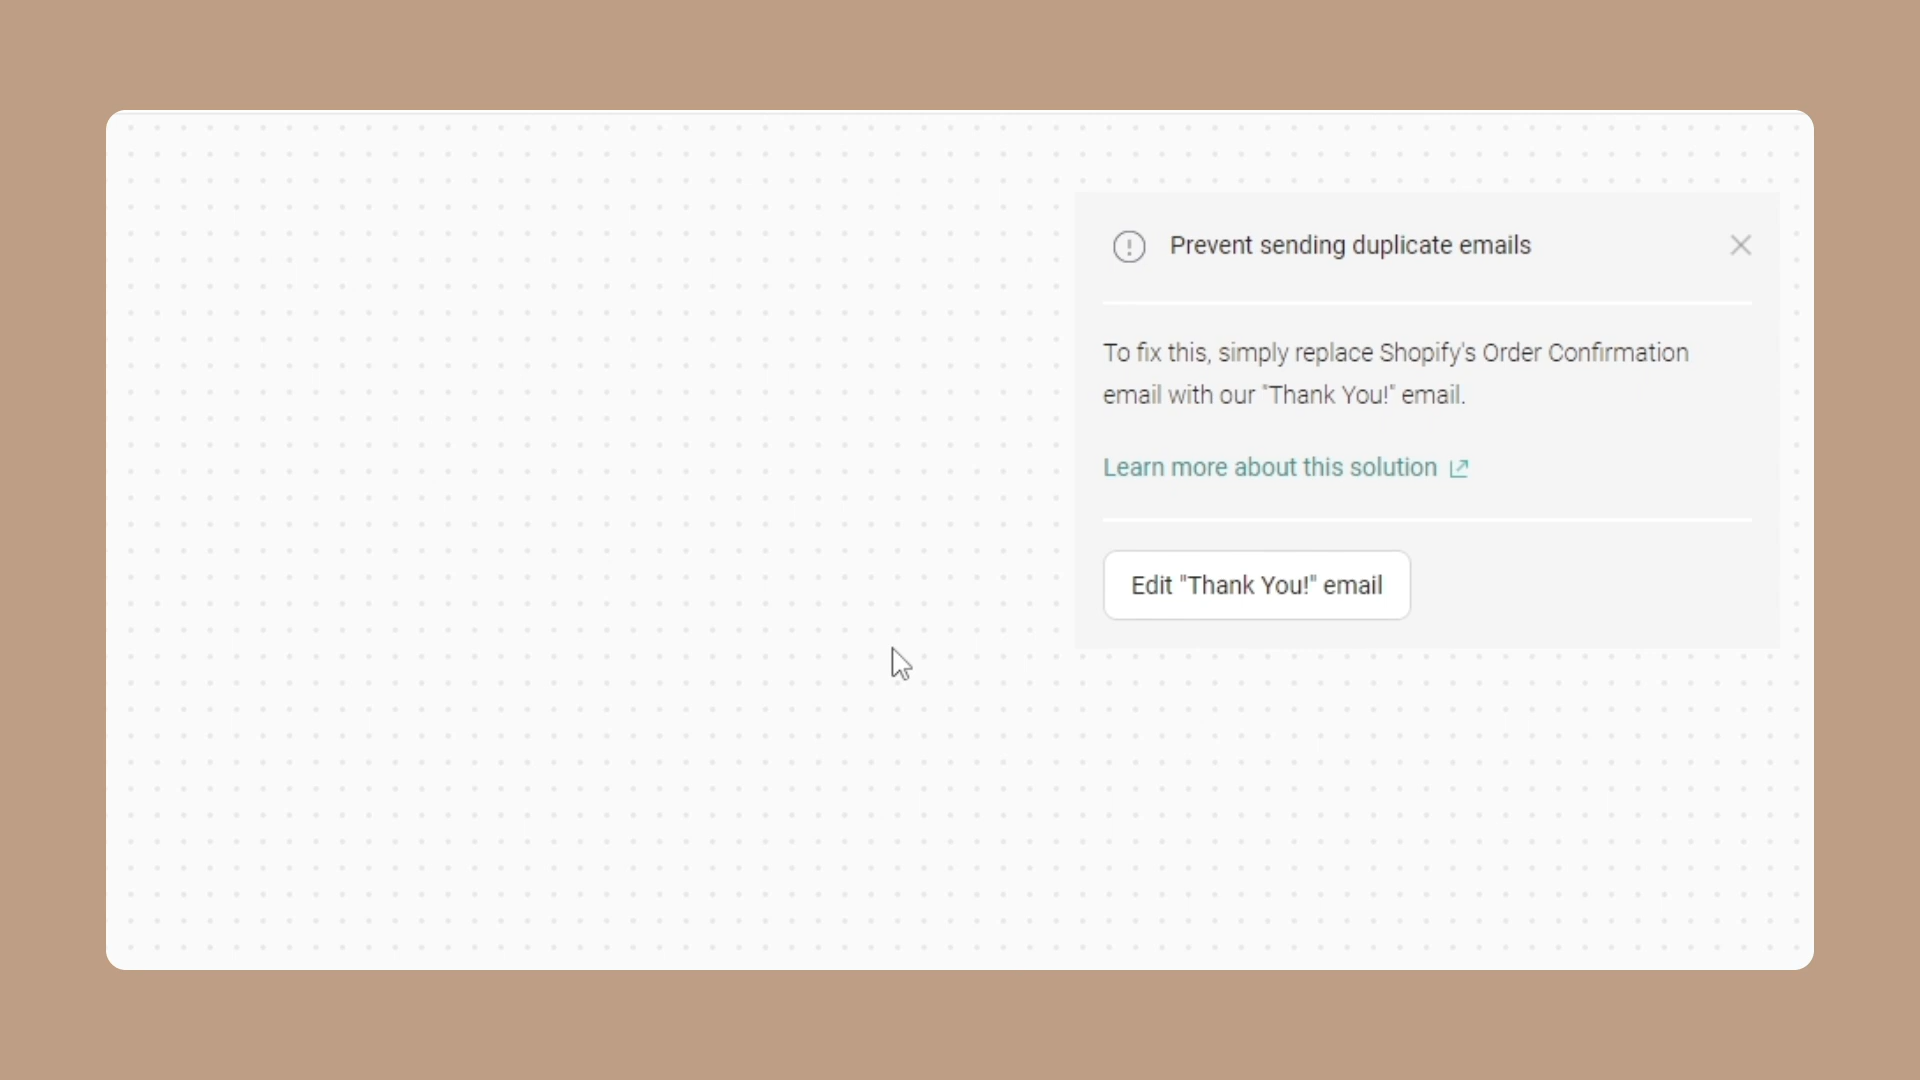 Prevent sending duplicate emails
To fix this, simply replace Shopify's Order Confirmation
email with our "Thank You!" email.
Learn more about this solution
Edit "Thank You!" email